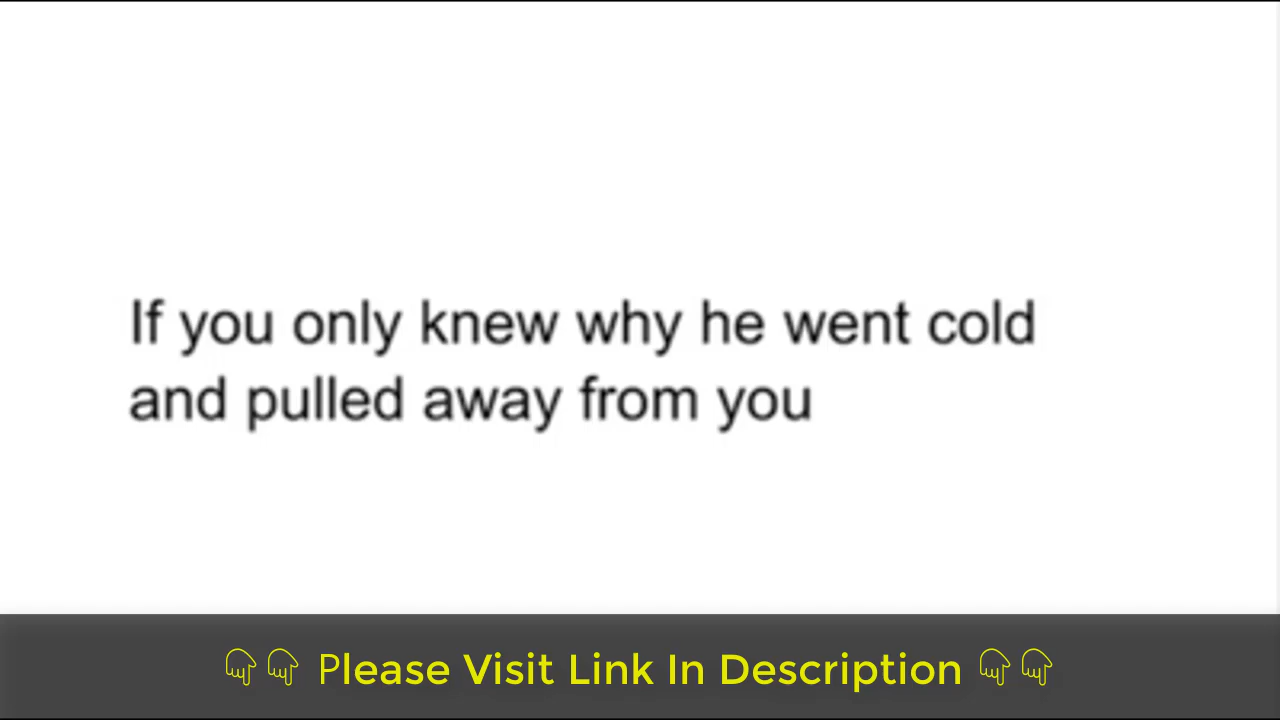 If you only knew why he went cold
and pulled away from you
👇👇 Please Visit Link In Description 👇👇